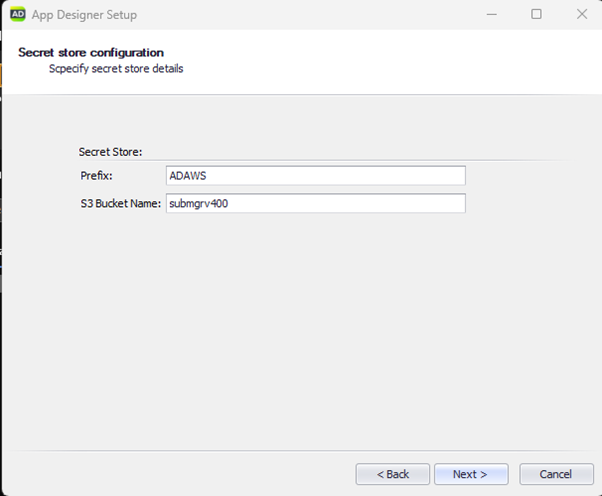 AD App Designer Setup
Secret store configuration
Scpecify secret store details
Secret Store:
Prefix: ADAWS
S3 Bucket Name: submgrv400
< Back Next > Cancel